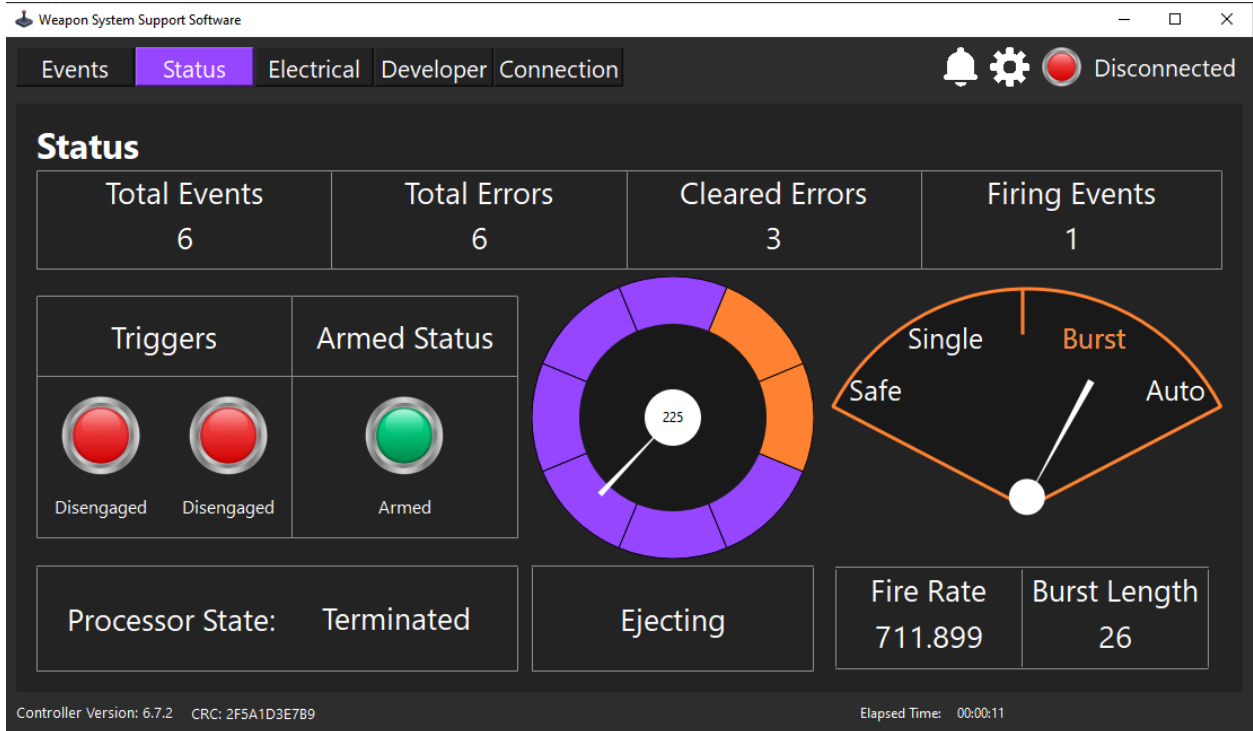 Weapon System Support Software
Events Status Electrical Developer Connection Disconnected
Status
Total Events Total Errors Cleared Errors Firing Events
6 6 3 1
Triggers Armed Status
Disengaged Disengaged Armed
225
Single Burst
Safe Auto
Processor State: Terminated
Ejecting
Fire Rate Burst Length
711.899 26
Controller Version: 6.7.2 CRC: 2F5A1D3E7B9 Elapsed Time: 00:00:11